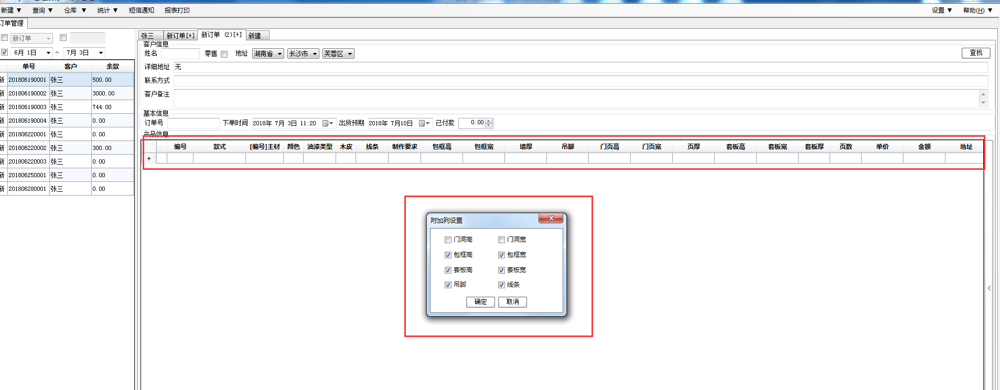 新建 ▼ 查询 ▼ 仓库 ▼ 统计 ▼ 短信通知 报表打印 设置 ▼ 帮助(H) ▼
订单管理
新订单
6月 1日 ~ 7月 3日
单号 客户 余款
新 201806190001 张三 500.00
新 201806190002 张三 3000.00
新 201806190003 张三 744.00
新 201806190004 张三 0.00
新 201806220001 张三 0.00
新 201806220002 张三 300.00
新 201806220003 张三 0.00
新 201806250001 张三 0.00
新 201806280001 张三 0.00
张三 新订单[+] 新订单 (2)[+] 新建
客户信息
姓名 零售 地址 湖南省 长沙市 芙蓉区 查找
详细地址 无
联系方式
客户备注
基本信息
订单号 下单时间 2018年 7月 3日 11:20 出货预期 2018年 7月10日 已付款 0.00
产品信息
编号 款式 [编号]主材 颜色 油漆类型 木皮 线条 制作要求 包框高 包框宽 墙厚 吊脚 门页高 门页宽 页厚 套板高 套板宽 套板厚 页数 单价 金额 地址
+
附加列设置
门洞高 门洞宽
包框高 包框宽
套板高 套板宽
吊脚 线条
确定 取消